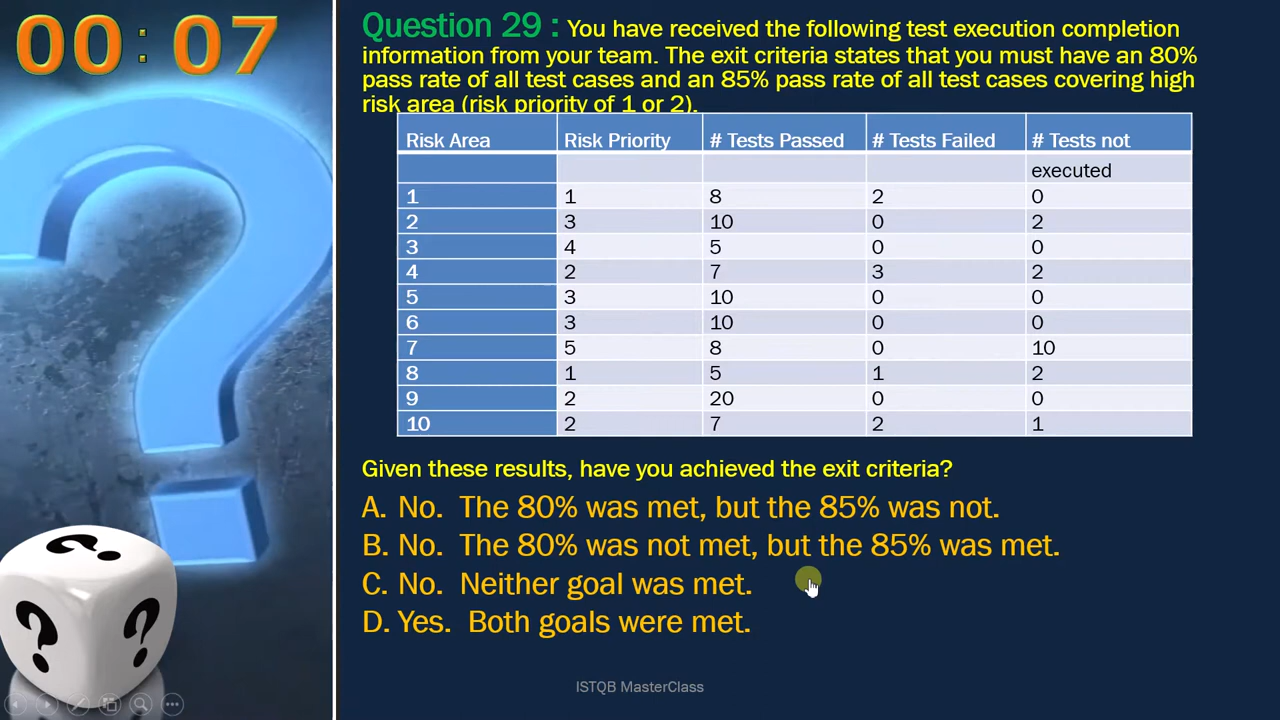 00:07
Question 29 : You have received the following test execution completion
information from your team. The exit criteria states that you must have an 80%
pass rate of all test cases and an 85% pass rate of all test cases covering high
risk area (risk priority of 1 or 2).
Risk Area Risk Priority # Tests Passed # Tests Failed # Tests not
executed
1 1 8 2 0
2 3 10 0 2
3 4 5 0 0
4 2 7 3 2
5 3 10 0 0
6 3 10 0 0
7 5 8 0 10
8 1 5 1 2
9 2 20 0 0
10 2 7 2 1
Given these results, have you achieved the exit criteria?
A. No. The 80% was met, but the 85% was not.
B. No. The 80% was not met, but the 85% was met.
C. No. Neither goal was met.
D. Yes. Both goals were met.
ISTQB MasterClass